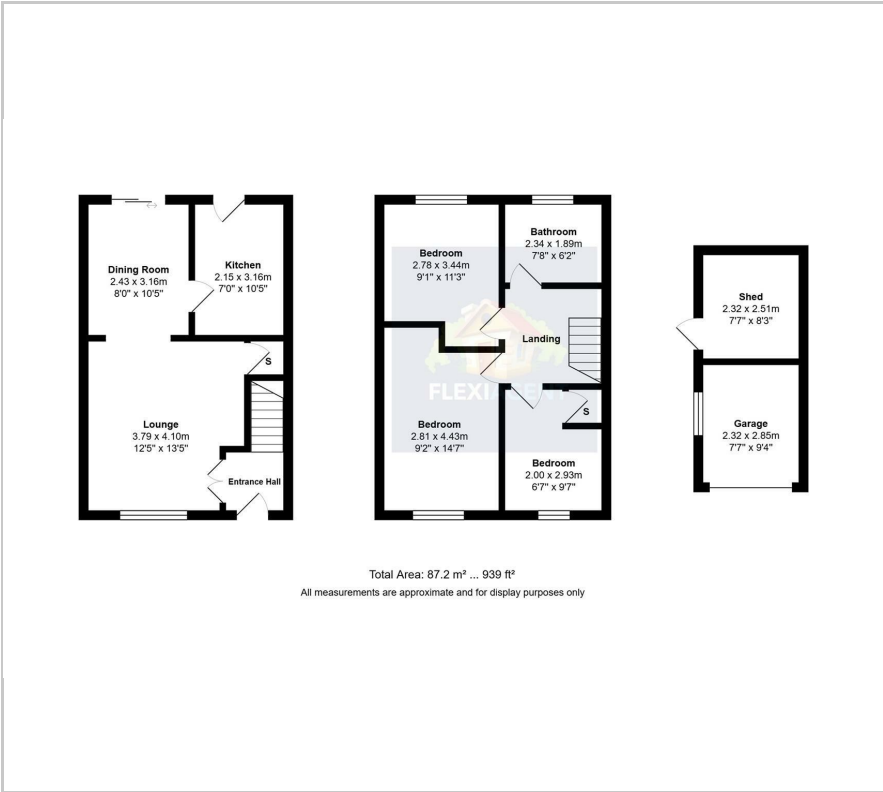 Dining Room
2.43 x 3.16m
8'0" x 10'5"
Kitchen
2.15 x 3.16m
7'0" x 10'5"
S
Lounge
3.79 x 4.10m
12'5" x 13'5"
Entrance Hall
Bedroom
2.78 x 3.44m
9'1" x 11'3"
Bathroom
2.34 x 1.89m
7'8" x 6'2"
Landing
FLEXIAGENT
Bedroom
2.81 x 4.43m
9'2" x 14'7"
S
Bedroom
2.00 x 2.93m
6'7" x 9'7"
Shed
2.32 x 2.51m
7'7" x 8'3"
Garage
2.32 x 2.85m
7'7" x 9'4"
Total Area: 87.2 m² ... 939 ft²
All measurements are approximate and for display purposes only